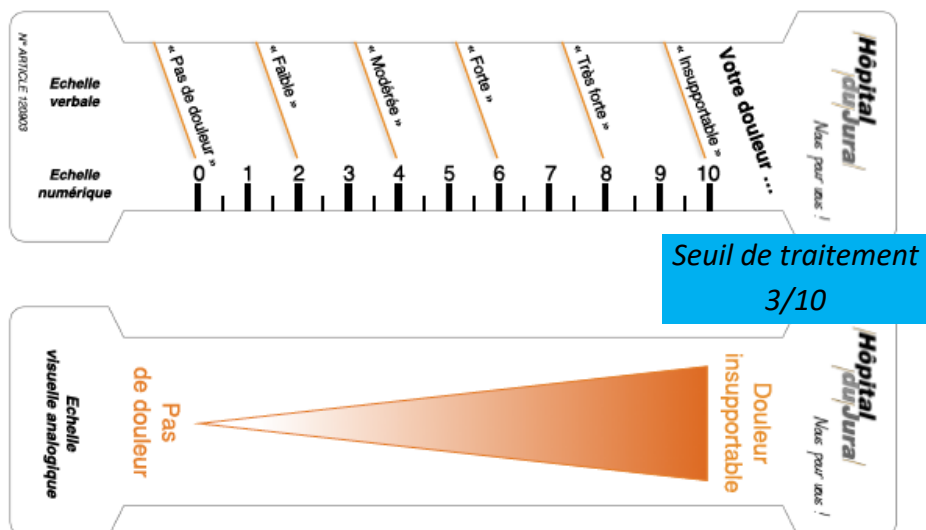 N° ARTICLE 120903
Echelle
verbale
« Pas de douleur »
« Faible »
« Modérée »
« Forte »
« Très forte »
« Insupportable »
Votre douleur ...
Hôpital
du Jura
Nous pour vous !
Echelle
numérique
0 1 2 3 4 5 6 7 8 9 10
Seuil de traitement
3/10
Echelle
visuelle analogique
Pas
de douleur
Douleur
insupportable
Hôpital
du Jura
Nous pour vous !